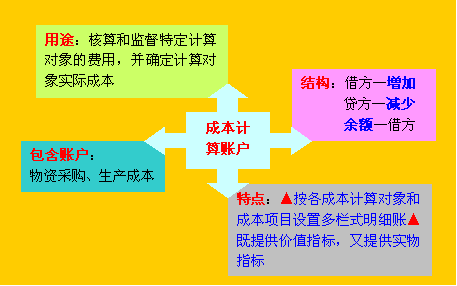 用途：核算和监督特定计算
对象的费用，并确定计算对
象实际成本
结构：借方—增加
贷方—减少
余额—借方
成本计
算账户
包含账户：
物资采购、生产成本
特点：▲按各成本计算对象和
成本项目设置多栏式明细账▲
既提供价值指标，又提供实物
指标